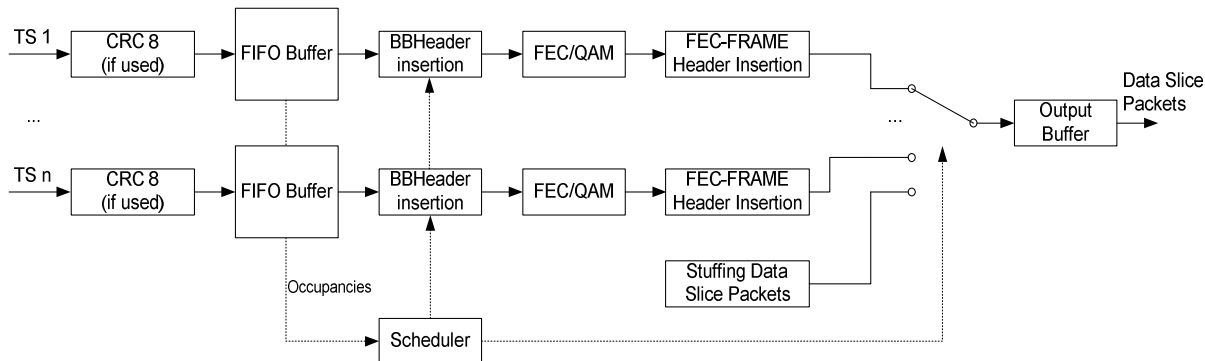 TS 1
CRC 8
(if used)
FIFO Buffer
BBHeader
insertion
FEC/QAM
FEC-FRAME
Header Insertion
...
...
Output
Buffer
Data Slice
Packets
TS n
CRC 8
(if used)
FIFO Buffer
BBHeader
insertion
FEC/QAM
FEC-FRAME
Header Insertion
Stuffing Data
Slice Packets
Occupancies
Scheduler